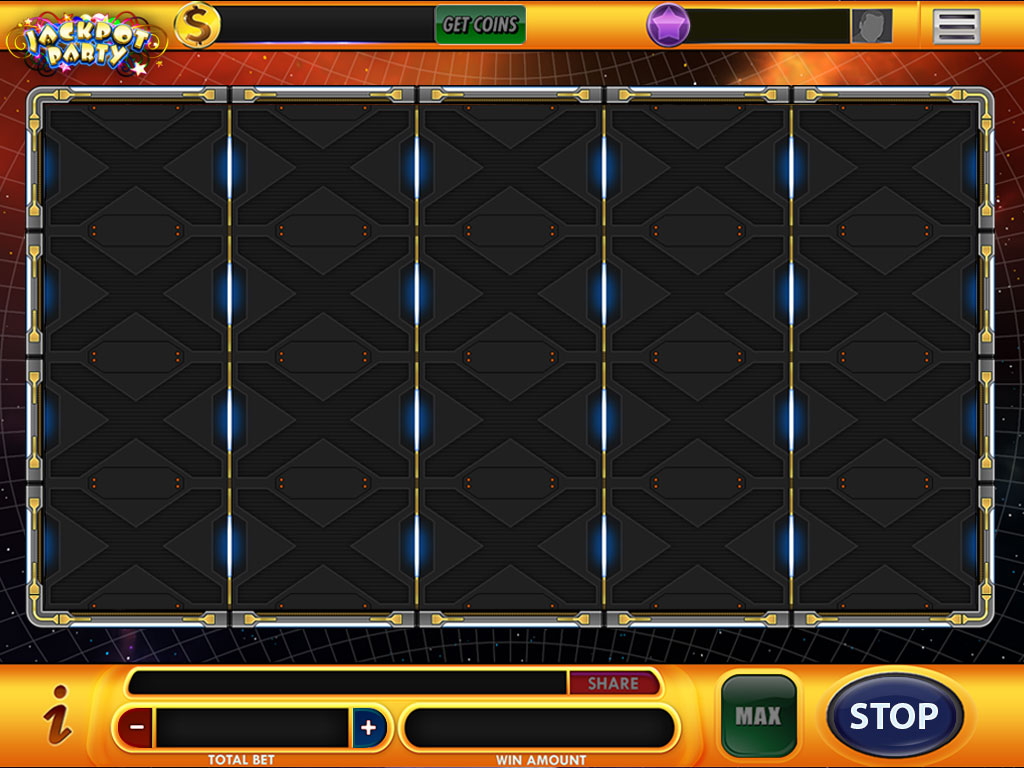 JACKPOT
PARTY
$
GET COINS
SHARE
i
-
+
TOTAL BET
WIN AMOUNT
MAX
STOP